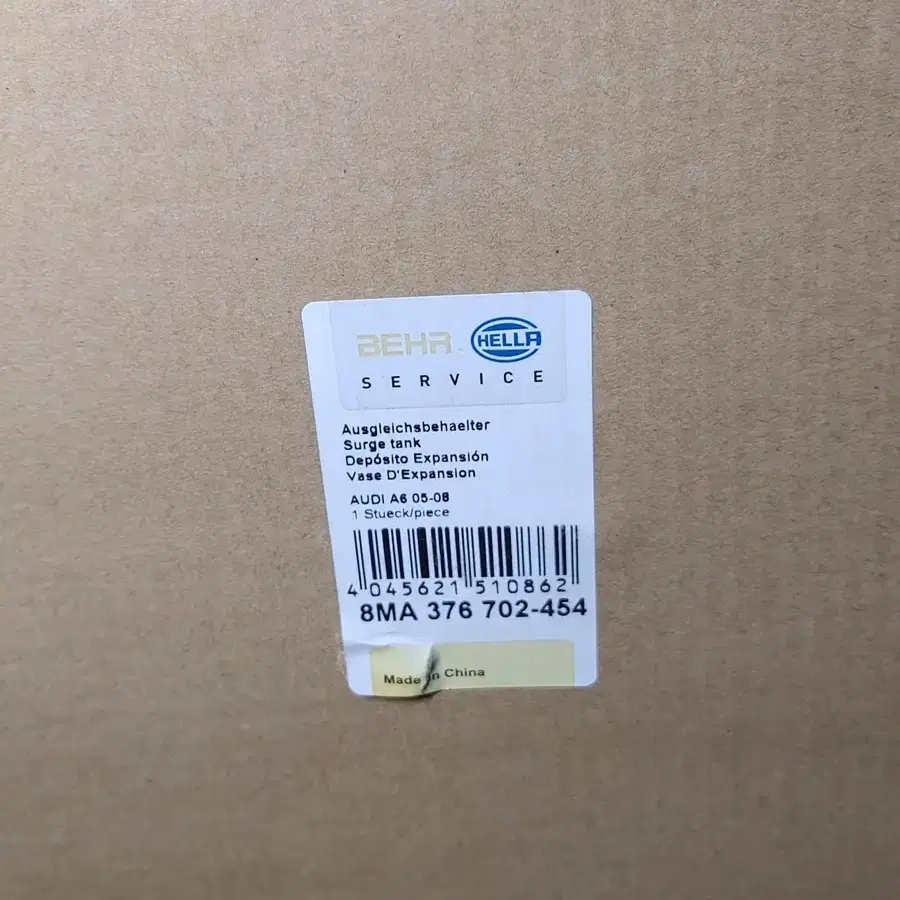 BEHR HELLA
SERVICE
Ausgleichsbehaelter
Surge tank
Depósito Expansión
Vase D'Expansion
AUDI A6 05-08
1 Stueck/piece
4 045621 510862
8MA 376 702-454
Made in China